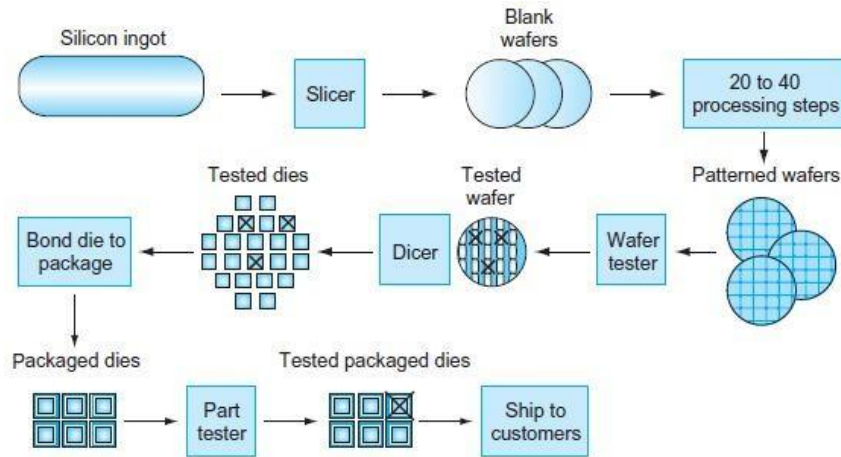 Silicon ingot
Slicer
Blank
wafers
20 to 40
processing steps
Tested dies
Tested
wafer
Patterned wafers
Bond die to
package
Dicer
Wafer
tester
Packaged dies
Part
tester
Tested packaged dies
Ship to
customers